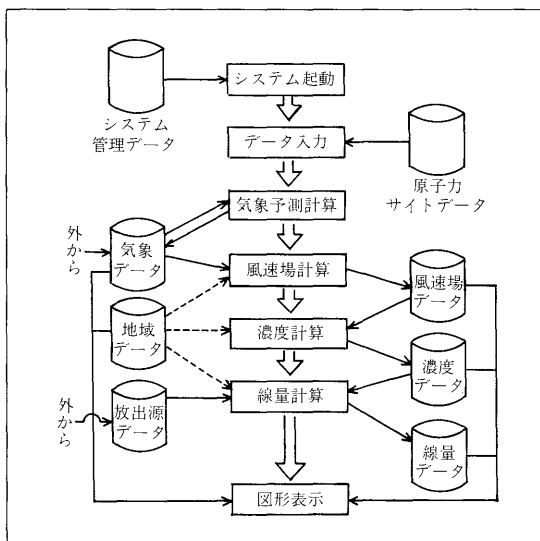 システム起動
システム
管理データ
データ入力
原子力
サイトデータ
気象予測計算
外から
気象
データ
風速場計算
風速場
データ
地域
データ
濃度計算
濃度
データ
外から
放出源
データ
線量計算
線量
データ
図形表示